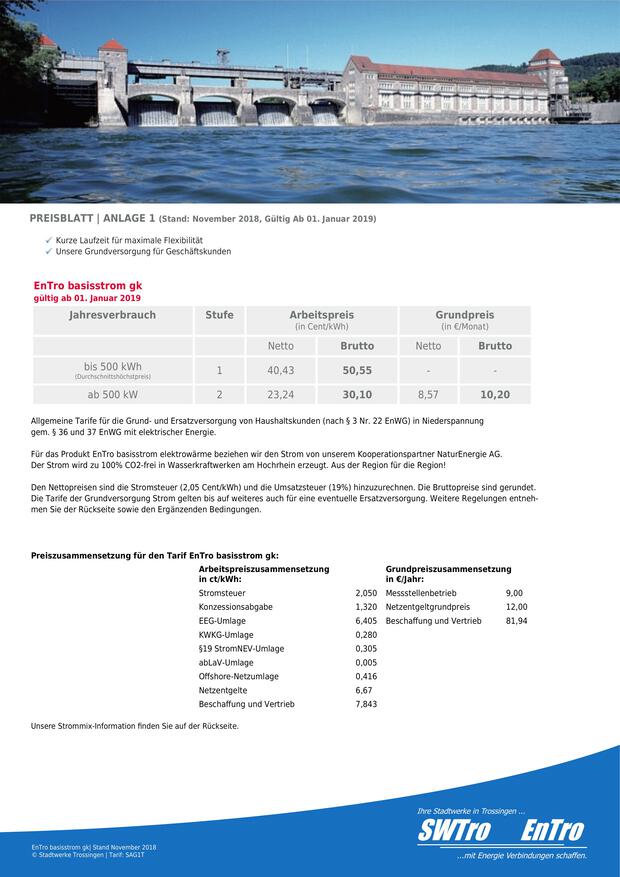 PREISBLATT | ANLAGE 1 (Stand: November 2018, Gültig Ab 01. Januar 2019)
✓ Kurze Laufzeit für maximale Flexibilität
✓ Unsere Grundversorgung für Geschäftskunden
EnTro basisstrom gk
gültig ab 01. Januar 2019
Jahresverbrauch Stufe Arbeitspreis Grundpreis
(in Cent/kWh) (in €/Monat)
Netto Brutto Netto Brutto
bis 500 kWh 1 40,43 50,55 - -
(Durchschnittshöchstpreis)
ab 500 kW 2 23,24 30,10 8,57 10,20
Allgemeine Tarife für die Grund- und Ersatzversorgung von Haushaltskunden (nach § 3 Nr. 22 EnWG) in Niederspannung
gem. § 36 und 37 EnWG mit elektrischer Energie.
Für das Produkt EnTro basisstrom elektrowärme beziehen wir den Strom von unserem Kooperationspartner NaturEnergie AG.
Der Strom wird zu 100% CO2-frei in Wasserkraftwerken am Hochrhein erzeugt. Aus der Region für die Region!
Den Nettopreisen sind die Stromsteuer (2,05 Cent/kWh) und die Umsatzsteuer (19%) hinzuzurechnen. Die Bruttopreise sind gerundet.
Die Tarife der Grundversorgung Strom gelten bis auf weiteres auch für eine eventuelle Ersatzversorgung. Weitere Regelungen entneh-
men Sie der Rückseite sowie den Ergänzenden Bedingungen.
Preiszusammensetzung für den Tarif EnTro basisstrom gk:
Arbeitspreiszusammensetzung Grundpreiszusammensetzung
in ct/kWh: in €/Jahr:
Stromsteuer 2,050 Messstellenbetrieb 9,00
Konzessionsabgabe 1,320 Netzentgeltgrundpreis 12,00
EEG-Umlage 6,405 Beschaffung und Vertrieb 81,94
KWKG-Umlage 0,280
§19 StromNEV-Umlage 0,305
abLaV-Umlage 0,005
Offshore-Netzumlage 0,416
Netzentgelte 6,67
Beschaffung und Vertrieb 7,843
Unsere Strommix-Information finden Sie auf der Rückseite.
Ihre Stadtwerke in Trossingen ...
SWTro EnTro
...mit Energie Verbindungen schaffen.
EnTro basisstrom gk| Stand November 2018
© Stadtwerke Trossingen | Tarif: SAG1T